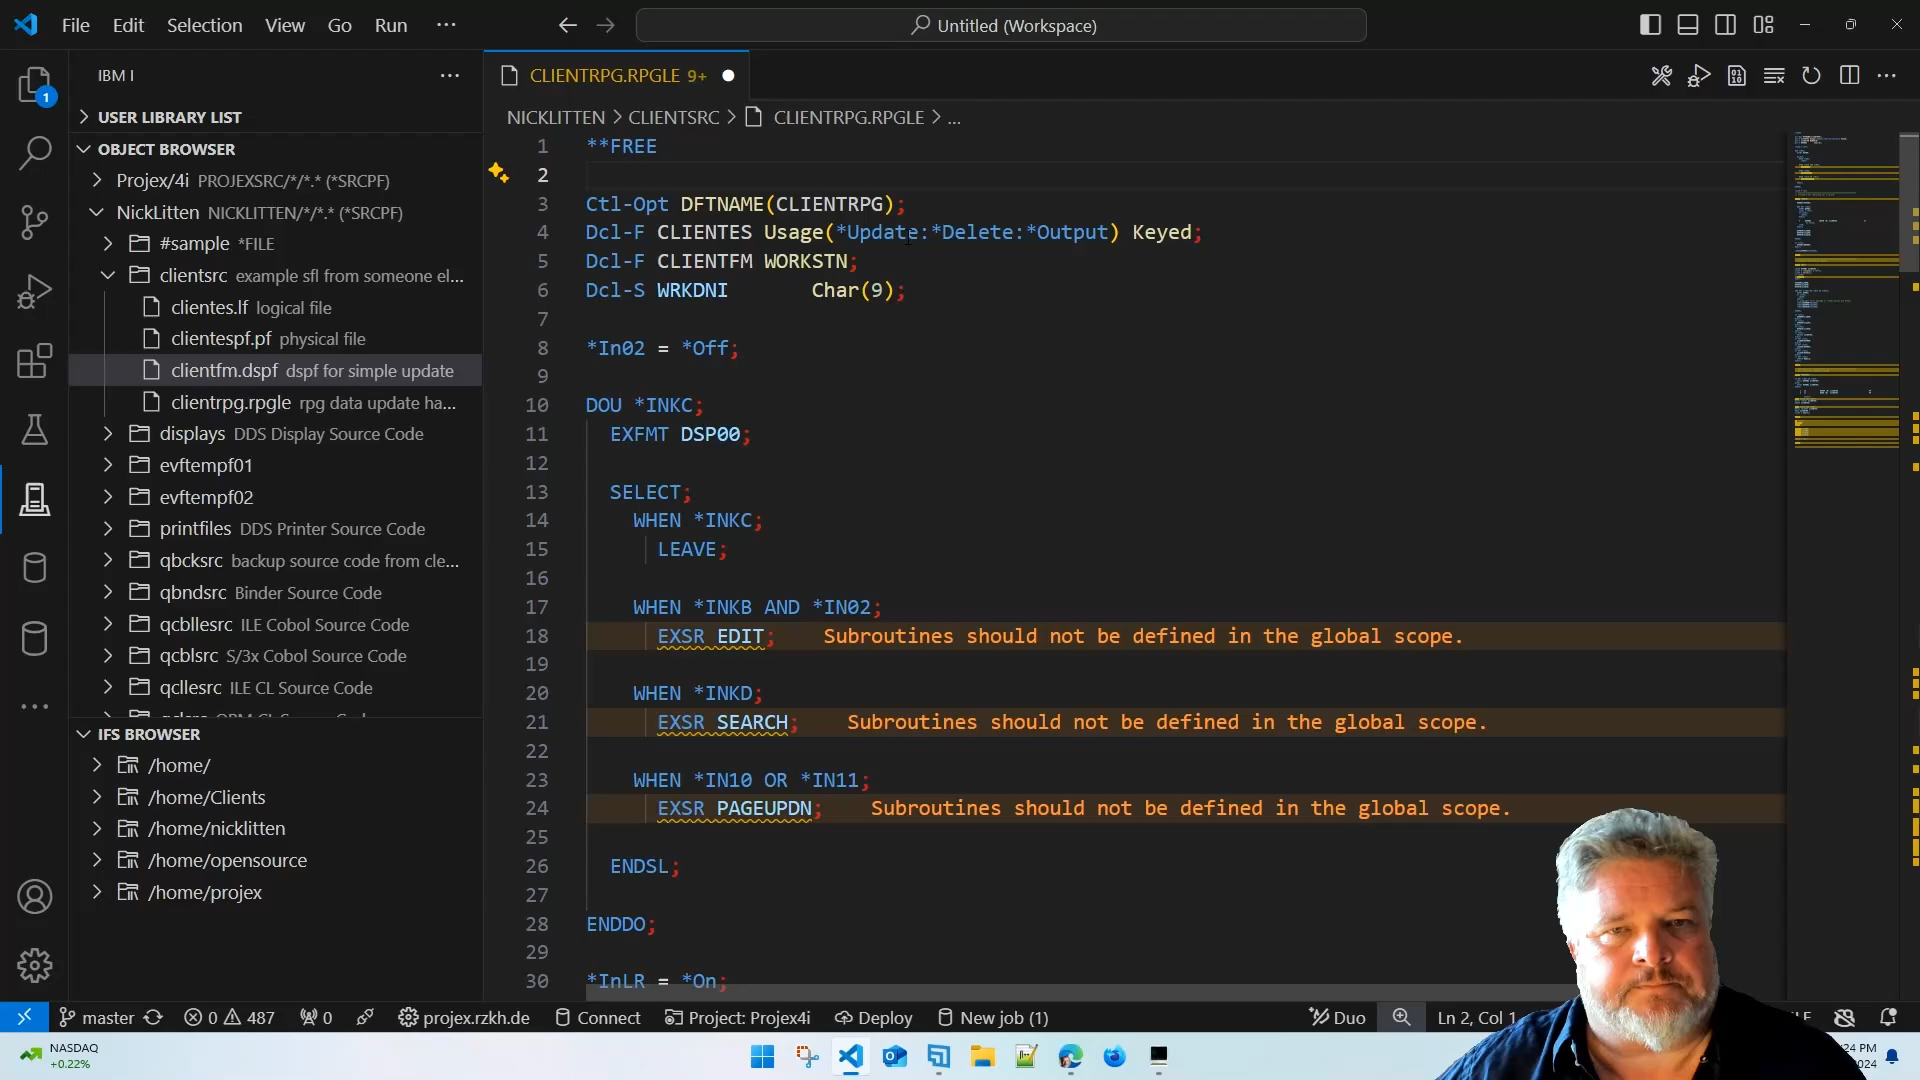 File Edit Selection View Go Run ···
Untitled (Workspace)
IBM I
USER LIBRARY LIST
OBJECT BROWSER
Projex/4i PROJEXSRC/*/*.* (*SRCPF)
NickLitten NICKLITTEN/*/*.* (*SRCPF)
#sample *FILE
clientsrc example sfl from someone el...
clientes.lf logical file
clientespf.pf physical file
clientfm.dspf dspf for simple update
clientrpg.rpgle rpg data update ha...
displays DDS Display Source Code
evftempf01
evftempf02
printfiles DDS Printer Source Code
qbcksrc backup source code from cle...
qbndsrc Binder Source Code
qcbllesrc ILE Cobol Source Code
qcblsrc S/3x Cobol Source Code
qcllesrc ILE CL Source Code
IFS BROWSER
/home/
/home/Clients
/home/nicklitten
/home/opensource
/home/projex
1
CLIENTRPG.RPGLE 9+
NICKLITTEN > CLIENTSRC > CLIENTRPG.RPGLE > ...
1 **FREE
2
3 Ctl-Opt DFTNAME(CLIENTRPG);
4 Dcl-F CLIENTES Usage(*Update:*Delete:*Output) Keyed;
5 Dcl-F CLIENTFM WORKSTN;
6 Dcl-S WRKDNI Char(9);
7
8 *In02 = *Off;
9
10 DOU *INKC;
11 EXFMT DSP00;
12
13 SELECT;
14 WHEN *INKC;
15 LEAVE;
16
17 WHEN *INKB AND *IN02;
18 EXSR EDIT; Subroutines should not be defined in the global scope.
19
20 WHEN *INKD;
21 EXSR SEARCH; Subroutines should not be defined in the global scope.
22
23 WHEN *IN10 OR *IN11;
24 EXSR PAGEUPDN; Subroutines should not be defined in the global scope.
25
26 ENDSL;
27
28 ENDDO;
29
30 *InLR = *On;
master 0 487 0 projex.rzkh.de Connect Project: Projex4i Deploy New job (1) Duo Ln 2, Col 1
NASDAQ
+0.22%
:24 PM
2024